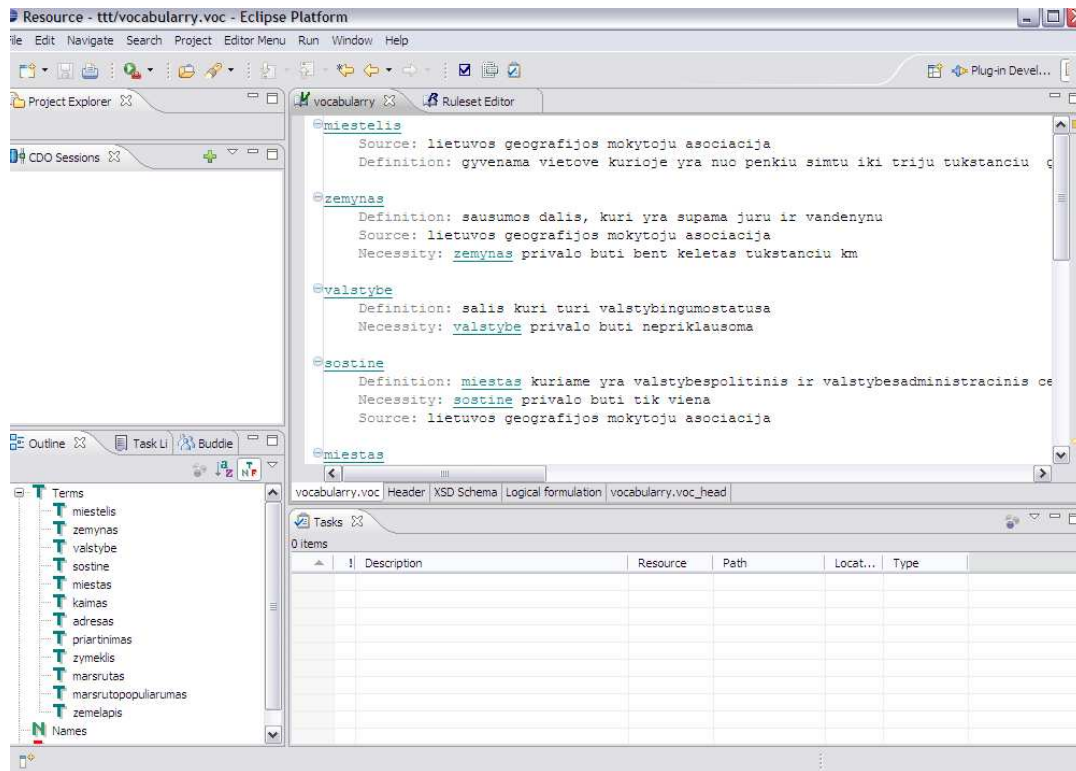 Resource - ttt/vocabularry.voc - Eclipse Platform
ile Edit Navigate Search Project Editor Menu Run Window Help
Plug-in Devel...
Project Explorer
CDO Sessions
vocabularry Ruleset Editor
miestelis
Source: lietuvos geografijos mokytoju asociacija
Definition: gyvenama vietove kurioje yra nuo penkiu simtu iki triju tukstanciu g
zemynas
Definition: sausumos dalis, kuri yra supama juru ir vandenynu
Source: lietuvos geografijos mokytoju asociacija
Necessity: zemynas privalo buti bent keletas tukstanciu km
valstybe
Definition: salis kuri turi valstybingumostatusa
Necessity: valstybe privalo buti nepriklausoma
sostine
Definition: miestas kuriame yra valstybespolitinis ir valstybesadministracinis ce
Necessity: sostine privalo buti tik viena
Source: lietuvos geografijos mokytoju asociacija
miestas
vocabularry.voc Header XSD Schema Logical formulation vocabularry.voc_head
Outline Task Li Buddie
Terms
miestelis
zemynas
valstybe
sostine
miestas
kaimas
adresas
priartinimas
zymeklis
marsrutas
marsrutopopuliarumas
zemelapis
Names
Tasks
0 items
! Description Resource Path Locat... Type